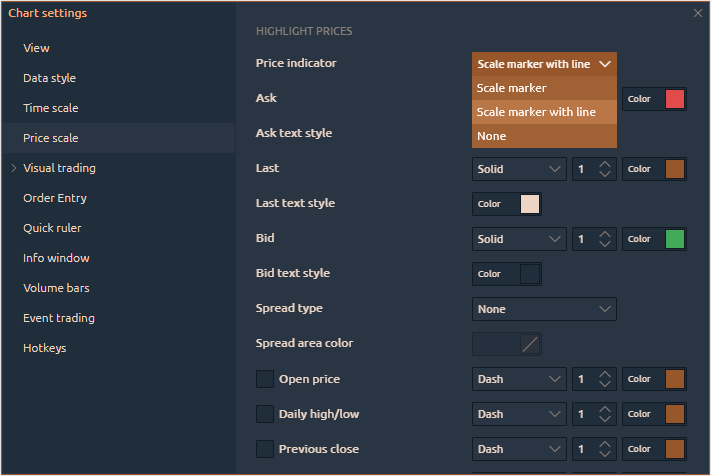 Chart settings
View
Data style
Time scale
Price scale
Visual trading
Order Entry
Quick ruler
Info window
Volume bars
Event trading
Hotkeys
HIGHLIGHT PRICES
Price indicator Scale marker with line
Scale marker
Scale marker with line
None
Ask Color
Ask text style
Last Solid 1 Color
Last text style Color
Bid Solid 1 Color
Bid text style Color
Spread type None
Spread area color
Open price Dash 1 Color
Daily high/low Dash 1 Color
Previous close Dash 1 Color